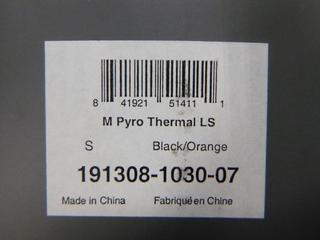 8 41921 51411 1
M Pyro Thermal LS
S Black/Orange
191308-1030-07
Made in China Fabriqué en Chine